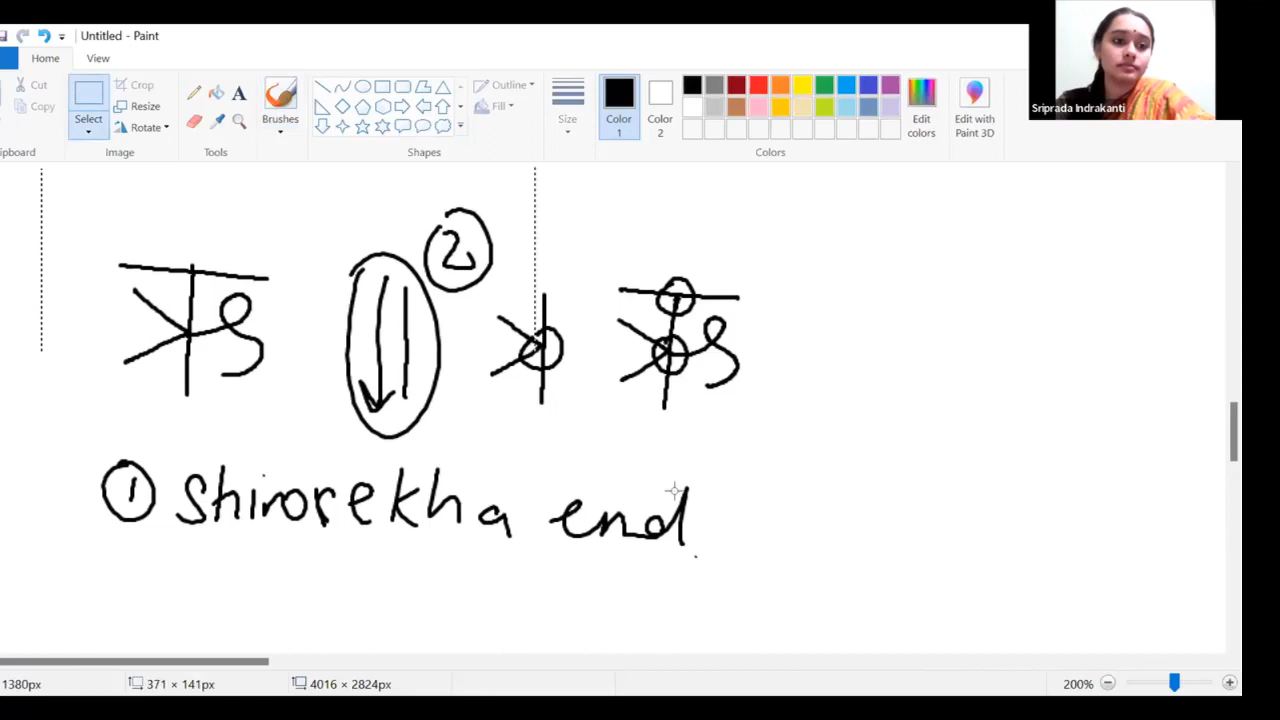 Untitled - Paint
Home View
Cut
Copy
Crop
Resize
Rotate
Select
Brushes
Outline
Fill
Size
Color 1
Color 2
Edit colors
Edit with Paint 3D
Image
Tools
Shapes
Colors
Sriprada Indrakanti
2
① Shirorekha end
1380px
371 × 141px
4016 × 2824px
200%